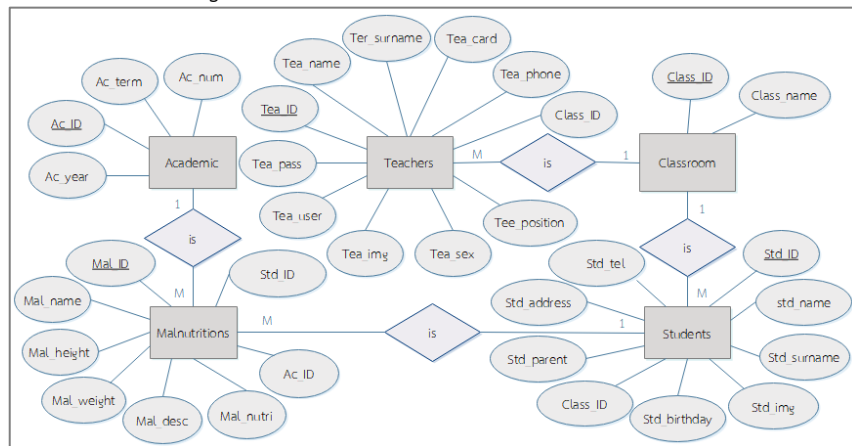 Ter_surname
Tea_card
Tea_name
Tea_phone
Ac_term
Ac_num
Class_ID
Class_name
Tea_ID
Class_ID
Ac_ID
Academic
Tea_pass
Teachers
M
is
1
Classroom
Ac_year
Tea_user
Tee_position
1
1
is
Tea_img
Tea_sex
is
Mal_ID
Std_ID
Std_tel
Std_ID
Mal_name
M
Std_address
M
std_name
Malnutritions
M
is
1
Students
Mal_height
Std_parent
Std_surname
Ac_ID
Mal_weight
Mal_desc
Mal_nutri
Class_ID
Std_birthday
Std_img